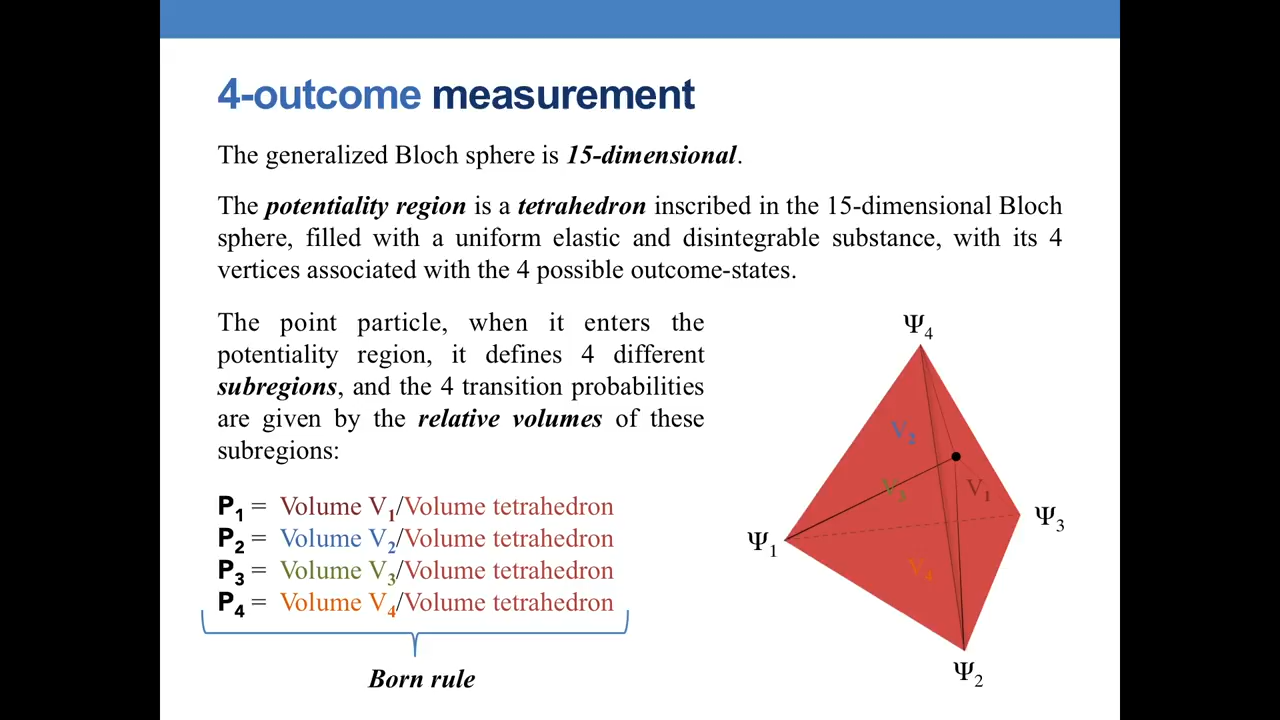 4-outcome measurement
The generalized Bloch sphere is 15-dimensional.
The potentiality region is a tetrahedron inscribed in the 15-dimensional Bloch
sphere, filled with a uniform elastic and disintegrable substance, with its 4
vertices associated with the 4 possible outcome-states.
The point particle, when it enters the
potentiality region, it defines 4 different
subregions, and the 4 transition probabilities
are given by the relative volumes of these
subregions:
P₁ = Volume V₁/Volume tetrahedron
P₂ = Volume V₂/Volume tetrahedron
P₃ = Volume V₃/Volume tetrahedron
P₄ = Volume V₄/Volume tetrahedron
Born rule
Ψ₄
V₂
V₃
V₁
Ψ₃
Ψ₁
V₄
Ψ₂